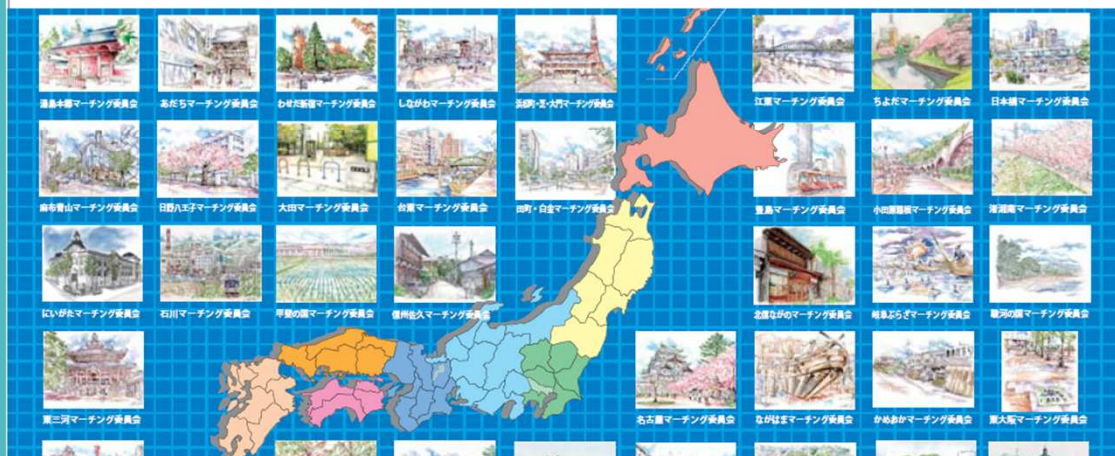 湯島本郷マーチング委員会
あだちマーチング委員会
わせだ新宿マーチング委員会
しながわマーチング委員会
浜松町・芝・大門マーチング委員会
江東マーチング委員会
ちよだマーチング委員会
日本橋マーチング委員会
麻布青山マーチング委員会
日野八王子マーチング委員会
大田マーチング委員会
台東マーチング委員会
田町・白金マーチング委員会
豊島マーチング委員会
小田原箱根マーチング委員会
湘南マーチング委員会
にいがたマーチング委員会
石川マーチング委員会
甲斐の国マーチング委員会
信州佐久マーチング委員会
北信ながのマーチング委員会
岐阜ぶらぎマーチング委員会
駿河の国マーチング委員会
東三河マーチング委員会
名古屋マーチング委員会
ながはまマーチング委員会
かめおかマーチング委員会
東大阪マーチング委員会